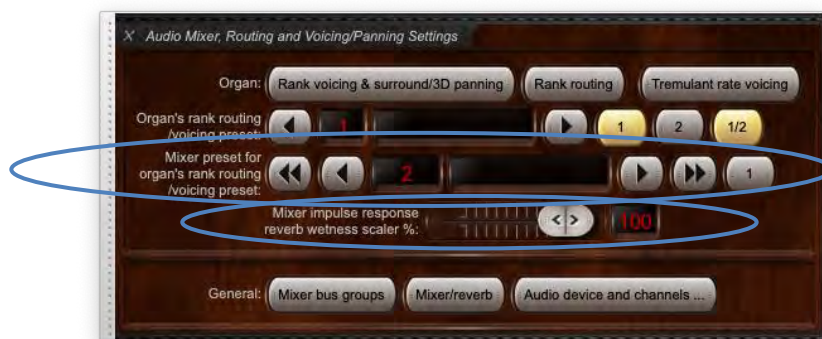 X Audio Mixer, Routing and Voicing/Panning Settings
Organ: Rank voicing & surround/3D panning Rank routing Tremulant rate voicing
Organ's rank routing
/voicing preset: 1 1 2 1/2
Mixer preset for
organ's rank routing
/voicing preset: 2 1
Mixer impulse response
reverb wetness scaler %: < > 100
General: Mixer bus groups Mixer/reverb Audio device and channels ...